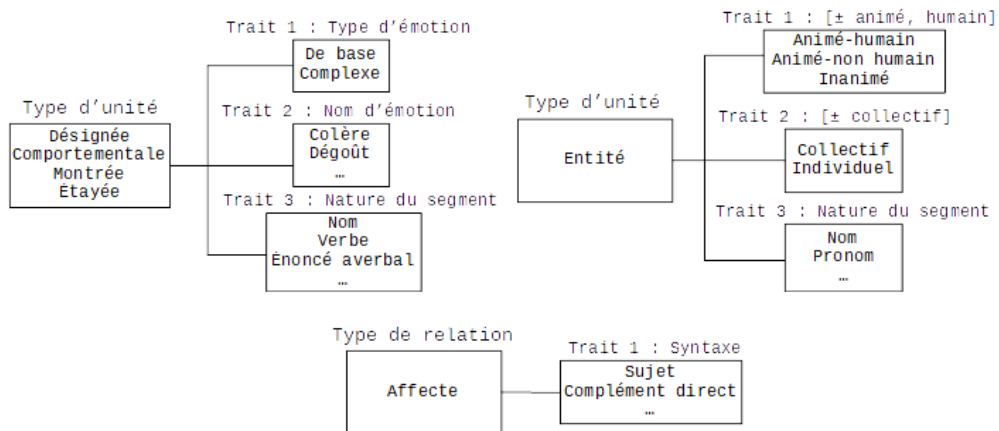 Type d'unité
Désignée
Comportementale
Montrée
Étayée
Trait 1 : Type d'émotion
De base
Complexe
Trait 2 : Nom d'émotion
Colère
Dégoût
…
Trait 3 : Nature du segment
Nom
Verbe
Énoncé averbal
…
Type d'unité
Entité
Trait 1 : [± animé, humain]
Animé-humain
Animé-non humain
Inanimé
Trait 2 : [± collectif]
Collectif
Individuel
Trait 3 : Nature du segment
Nom
Pronom
…
Type de relation
Affecte
Trait 1 : Syntaxe
Sujet
Complément direct
…